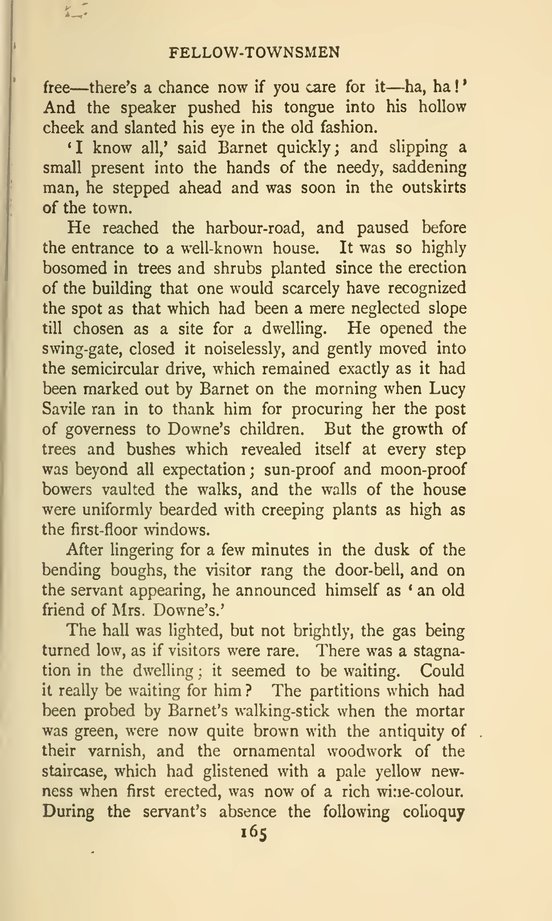 FELLOW-TOWNSMEN
free—there's a chance now if you care for it—ha, ha!'
And the speaker pushed his tongue into his hollow
cheek and slanted his eye in the old fashion.
'I know all,' said Barnet quickly; and slipping a
small present into the hands of the needy, saddening
man, he stepped ahead and was soon in the outskirts
of the town.
He reached the harbour-road, and paused before
the entrance to a well-known house. It was so highly
bosomed in trees and shrubs planted since the erection
of the building that one would scarcely have recognized
the spot as that which had been a mere neglected slope
till chosen as a site for a dwelling. He opened the
swing-gate, closed it noiselessly, and gently moved into
the semicircular drive, which remained exactly as it had
been marked out by Barnet on the morning when Lucy
Savile ran in to thank him for procuring her the post
of governess to Downe's children. But the growth of
trees and bushes which revealed itself at every step
was beyond all expectation; sun-proof and moon-proof
bowers vaulted the walks, and the walls of the house
were uniformly bearded with creeping plants as high as
the first-floor windows.
After lingering for a few minutes in the dusk of the
bending boughs, the visitor rang the door-bell, and on
the servant appearing, he announced himself as 'an old
friend of Mrs. Downe's.'
The hall was lighted, but not brightly, the gas being
turned low, as if visitors were rare. There was a stagna-
tion in the dwelling; it seemed to be waiting. Could
it really be waiting for him? The partitions which had
been probed by Barnet's walking-stick when the mortar
was green, were now quite brown with the antiquity of
their varnish, and the ornamental woodwork of the
staircase, which had glistened with a pale yellow new-
ness when first erected, was now of a rich wine-colour.
During the servant's absence the following colloquy
165